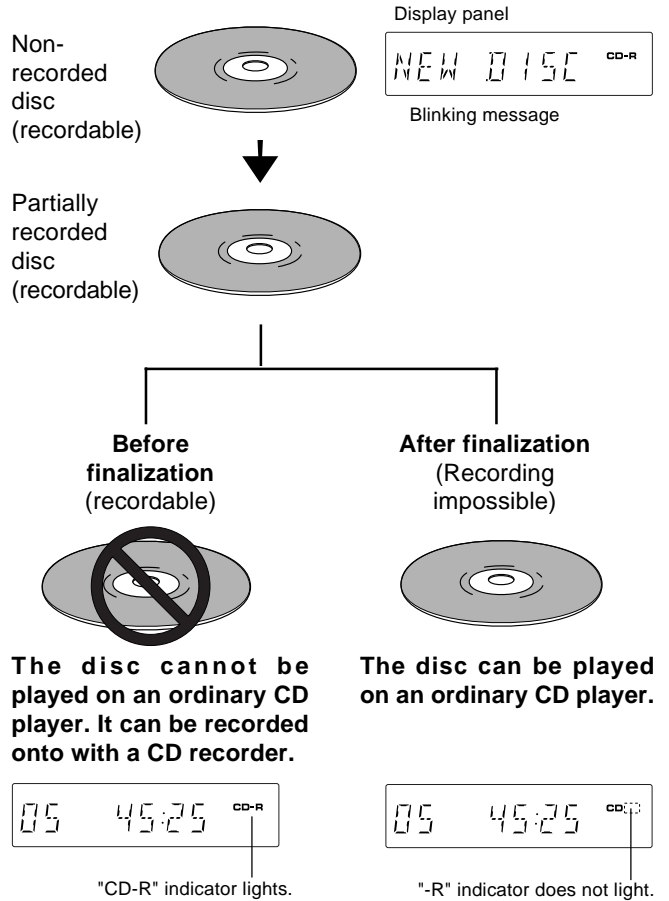 Display panel
Non-
recorded
disc
(recordable)
NEW DISC CD-R
Blinking message
Partially
recorded
disc
(recordable)
Before
finalization
(recordable)
After finalization
(Recording
impossible)
The disc cannot be
played on an ordinary CD
player. It can be recorded
onto with a CD recorder.
The disc can be played
on an ordinary CD player.
05 45:25 CD-R
"CD-R" indicator lights.
05 45:25 CD
"-R" indicator does not light.